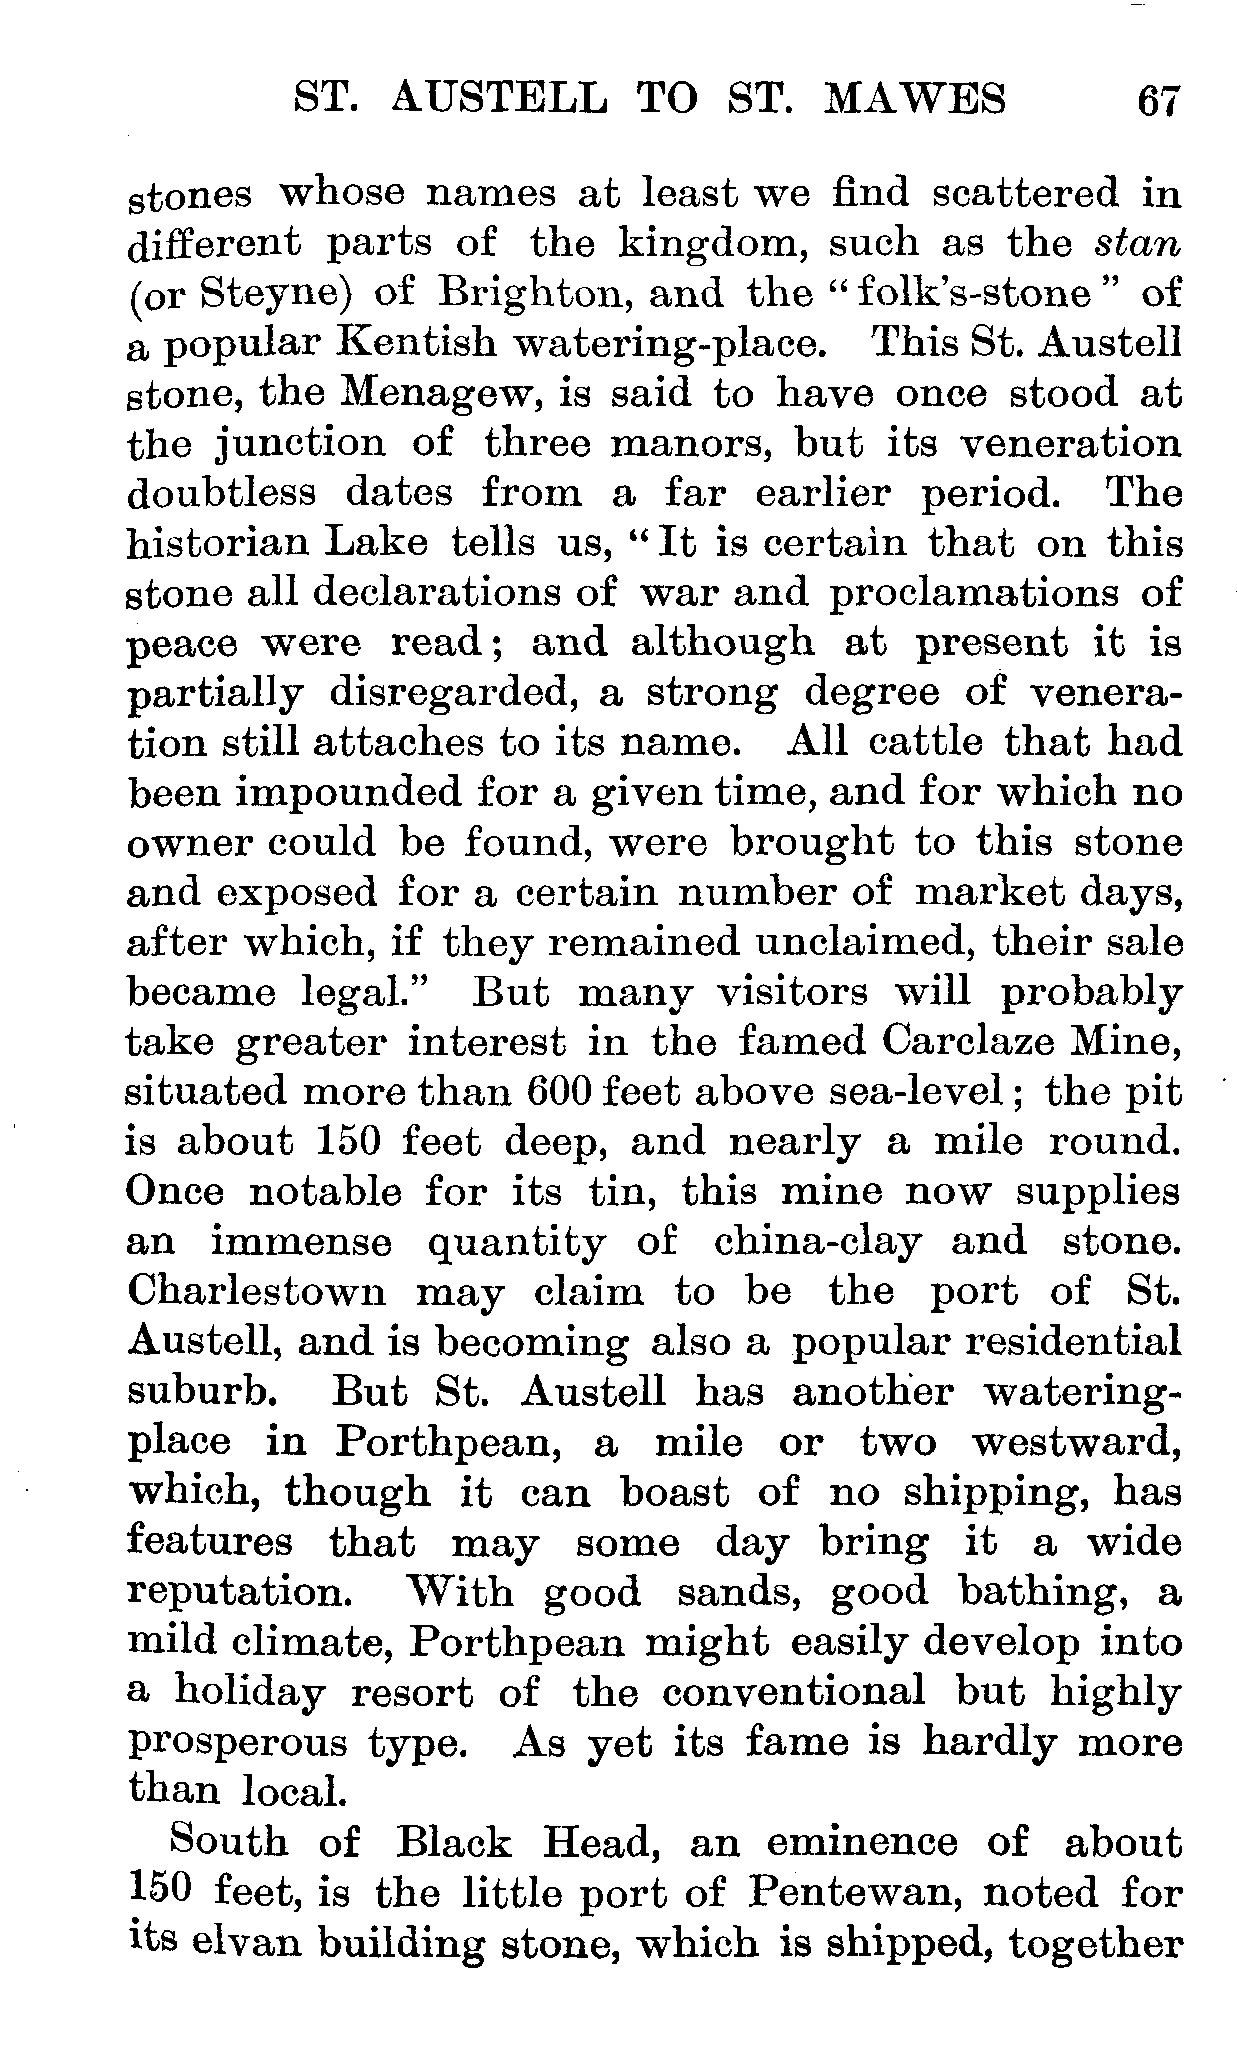 ST. AUSTELL TO ST. MAWES 67
stones whose names at least we find scattered in
different parts of the kingdom, such as the stan
(or Steyne) of Brighton, and the “folk’s-stone” of
a popular Kentish watering-place. This St. Austell
stone, the Menagew, is said to have once stood at
the junction of three manors, but its veneration
doubtless dates from a far earlier period. The
historian Lake tells us, “It is certain that on this
stone all declarations of war and proclamations of
peace were read; and although at present it is
partially disregarded, a strong degree of venera-
tion still attaches to its name. All cattle that had
been impounded for a given time, and for which no
owner could be found, were brought to this stone
and exposed for a certain number of market days,
after which, if they remained unclaimed, their sale
became legal.” But many visitors will probably
take greater interest in the famed Carclaze Mine,
situated more than 600 feet above sea-level; the pit
is about 150 feet deep, and nearly a mile round.
Once notable for its tin, this mine now supplies
an immense quantity of china-clay and stone.
Charlestown may claim to be the port of St.
Austell, and is becoming also a popular residential
suburb. But St. Austell has another watering-
place in Porthpean, a mile or two westward,
which, though it can boast of no shipping, has
features that may some day bring it a wide
reputation. With good sands, good bathing, a
mild climate, Porthpean might easily develop into
a holiday resort of the conventional but highly
prosperous type. As yet its fame is hardly more
than local.
South of Black Head, an eminence of about
150 feet, is the little port of Pentewan, noted for
its elvan building stone, which is shipped, together